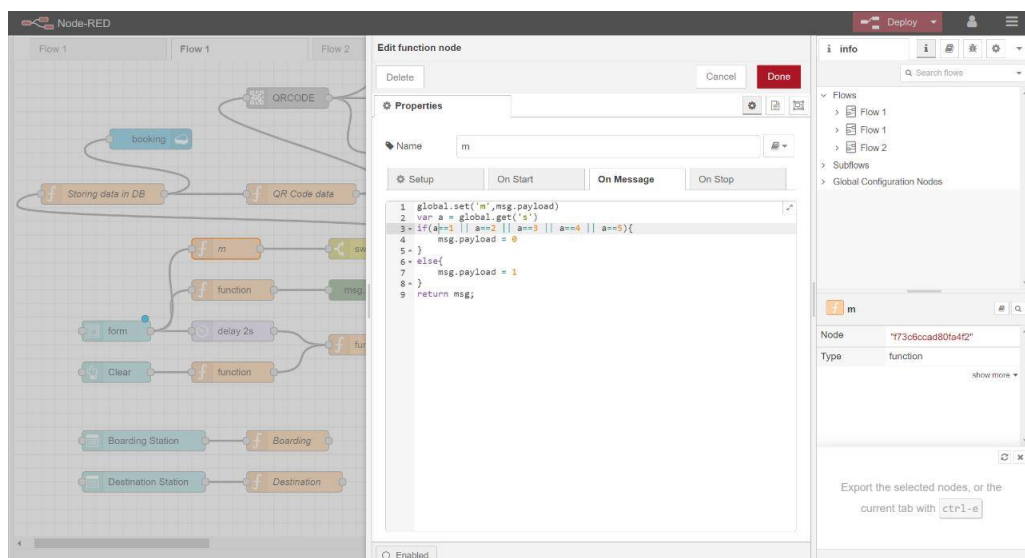 Node-RED
Deploy
Flow 1
Flow 1
Flow 2
QRCODE
booking
Storing data in DB
QR Code data
m
sw
function
msg.
form
delay 2s
fur
Clear
function
Boarding Station
Boarding
Destination Station
Destination
Edit function node
Delete
Cancel
Done
Properties
Name
m
Setup
On Start
On Message
On Stop
1 global.set('m',msg.payload)
2 var a = global.get('s')
3 if(a==1 || a==2 || a==3 || a==4 || a==5){
4 msg.payload = 0
5 }
6 else{
7 msg.payload = 1
8 }
9 return msg;
Enabled
i info
i
Search flows
Flows
Flow 1
Flow 1
Flow 2
Subflows
Global Configuration Nodes
m
Node "f73c6ccad80fa4f2"
Type function
show more
Export the selected nodes, or the
current tab with ctrl-e